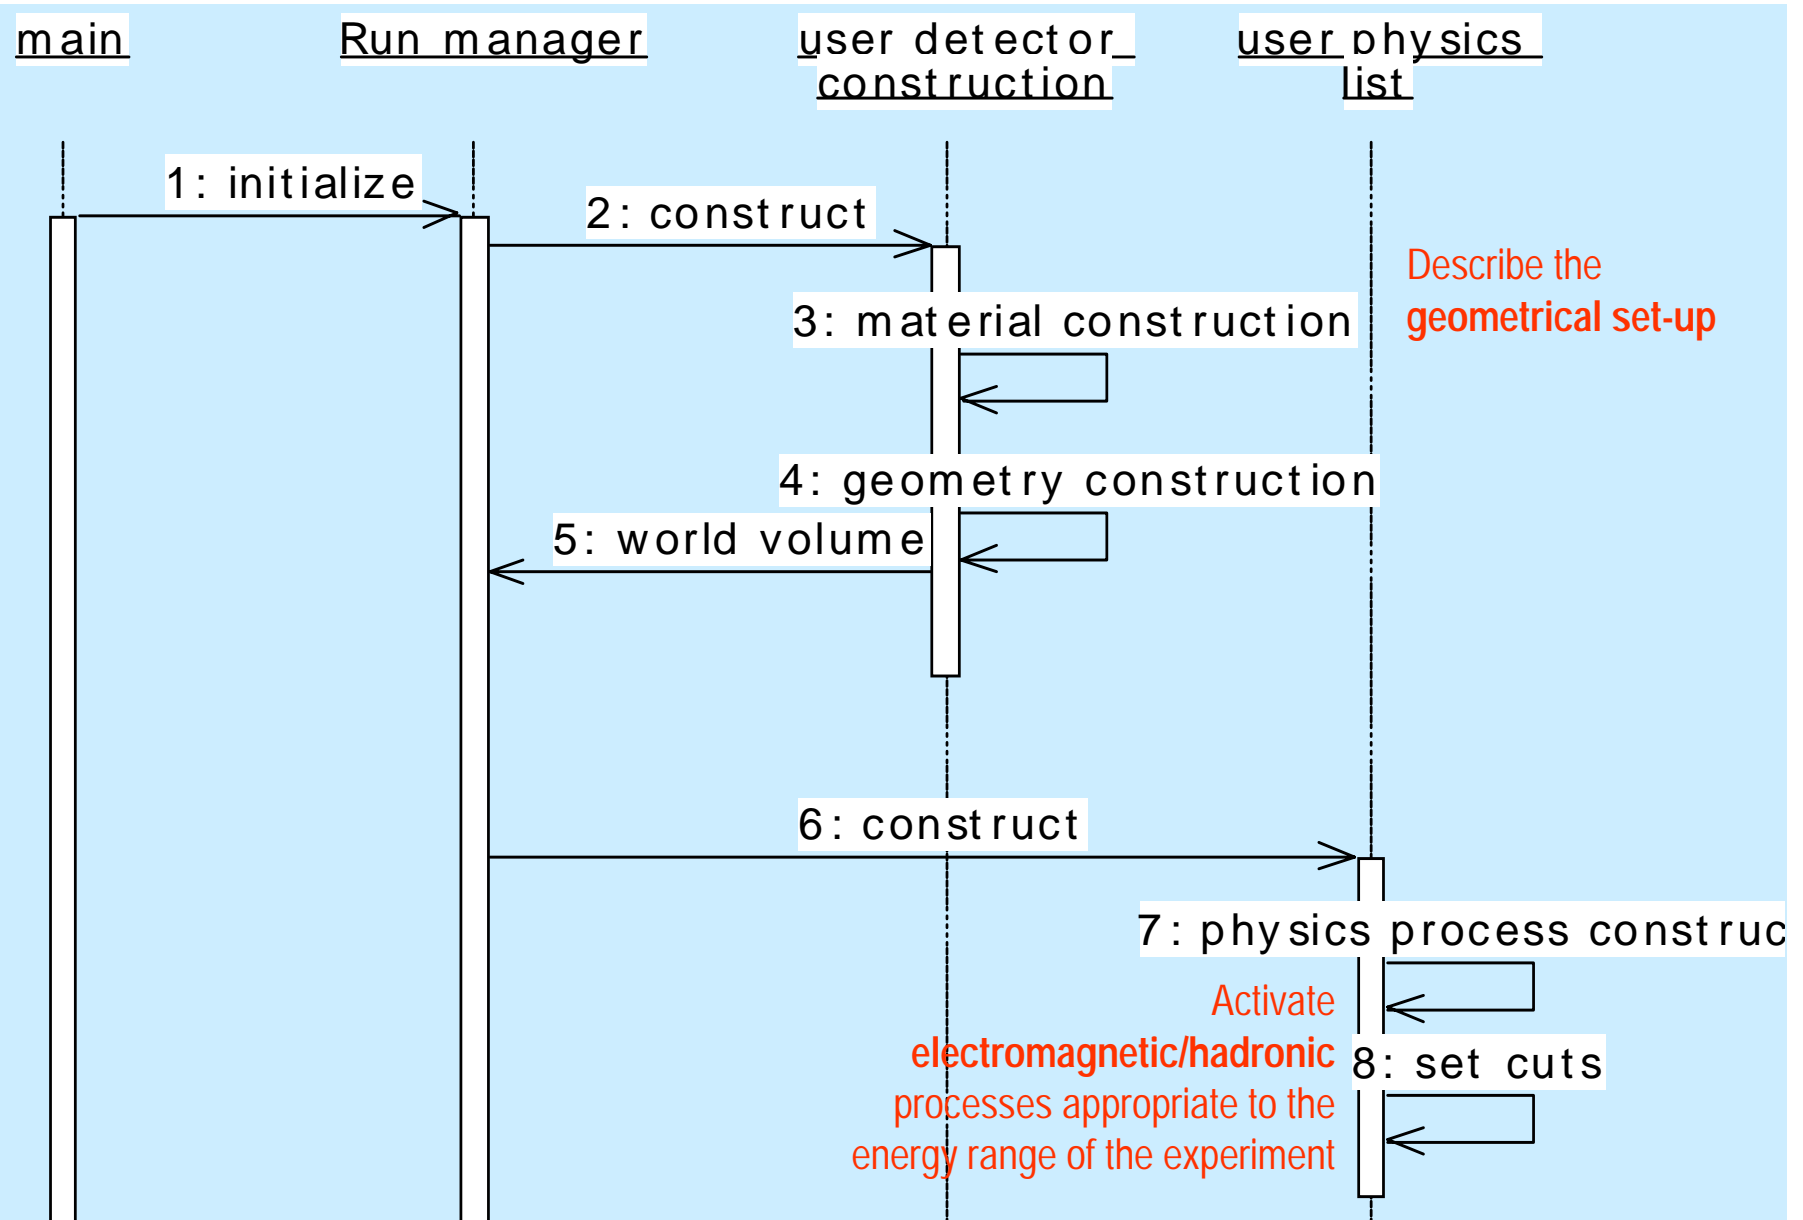 main
Run manager
user detector
construction
user physics
list
1: initialize
2: construct
Describe the
geometrical set-up
3: material construction
4: geometry construction
5: world volume
6: construct
7: physics process construc
Activate
electromagnetic/hadronic
processes appropriate to the
energy range of the experiment
8: set cuts